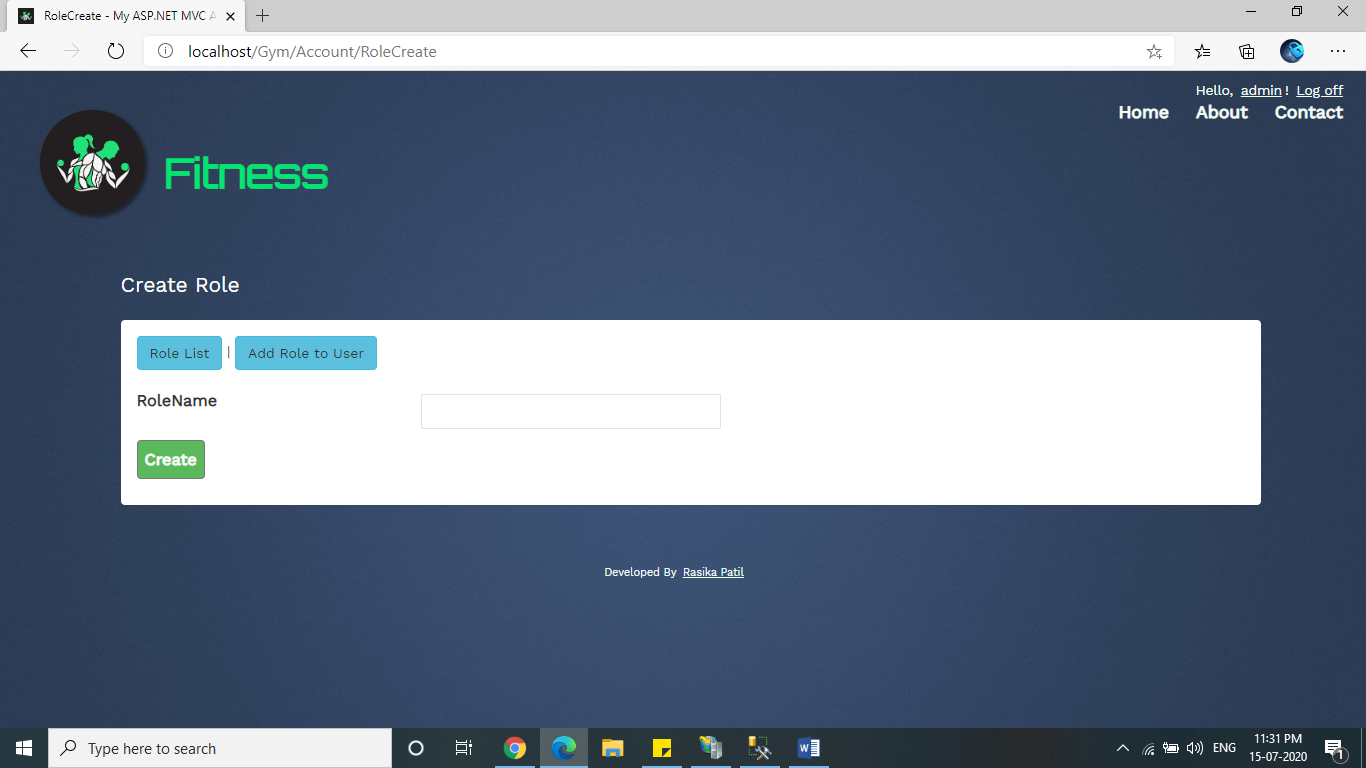 RoleCreate - My ASP.NET MVC A
localhost/Gym/Account/RoleCreate
Hello, admin ! Log off
Home About Contact
Fitness
Create Role
Role List | Add Role to User
RoleName
Create
Developed By Rasika Patil
Type here to search
ENG
11:31 PM
15-07-2020
1